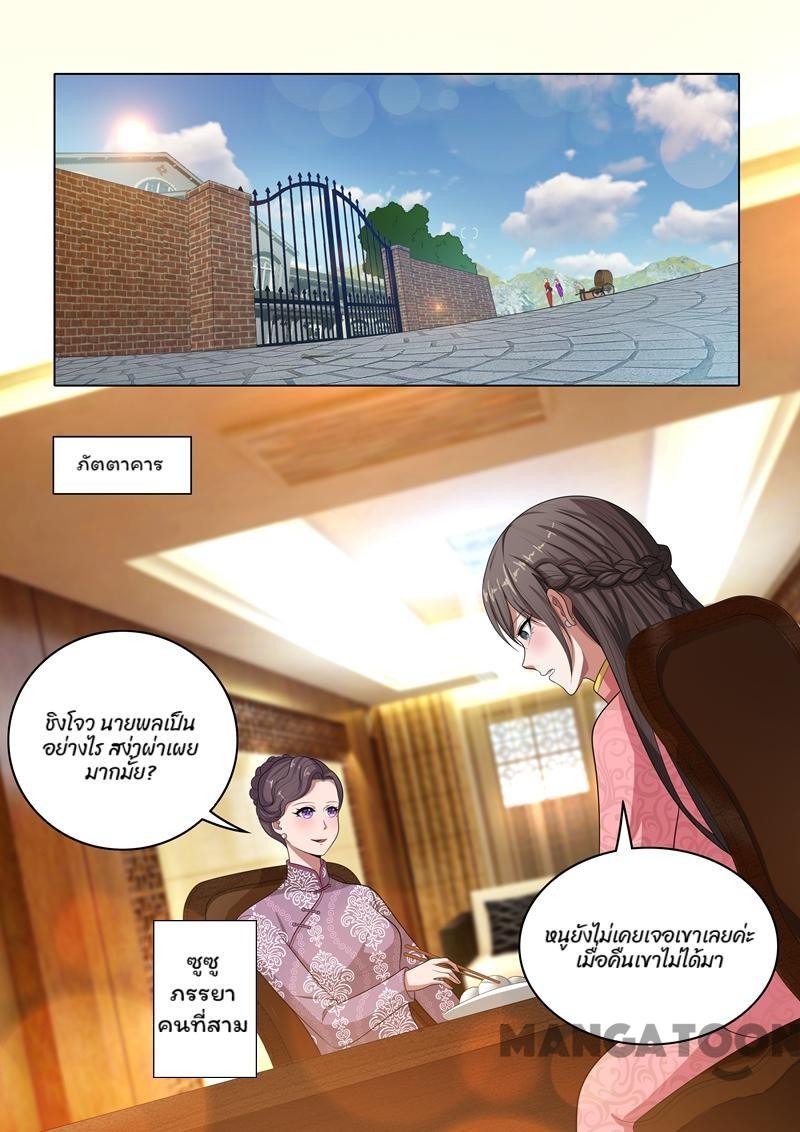 ภัตตาคาร
ชิงโจว นายพลเป็น
อย่างไร สง่าผ่าเผย
มากมั้ย?
ซูซู
ภรรยา
คนที่สาม
หนูยังไม่เคยเจอเขาเลยค่ะ
เมื่อคืนเขาไม่ได้มา
MANGATOON